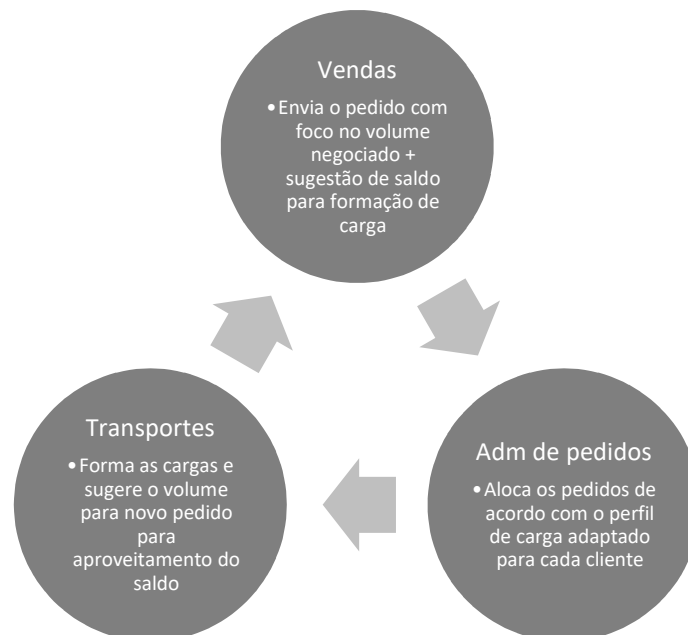 Vendas
•Envia o pedido com
foco no volume
negociado +
sugestão de saldo
para formação de
carga
Adm de pedidos
•Aloca os pedidos de
acordo com o perfil
de carga adaptado
para cada cliente
Transportes
•Forma as cargas e
sugere o volume
para novo pedido
para
aproveitamento do
saldo